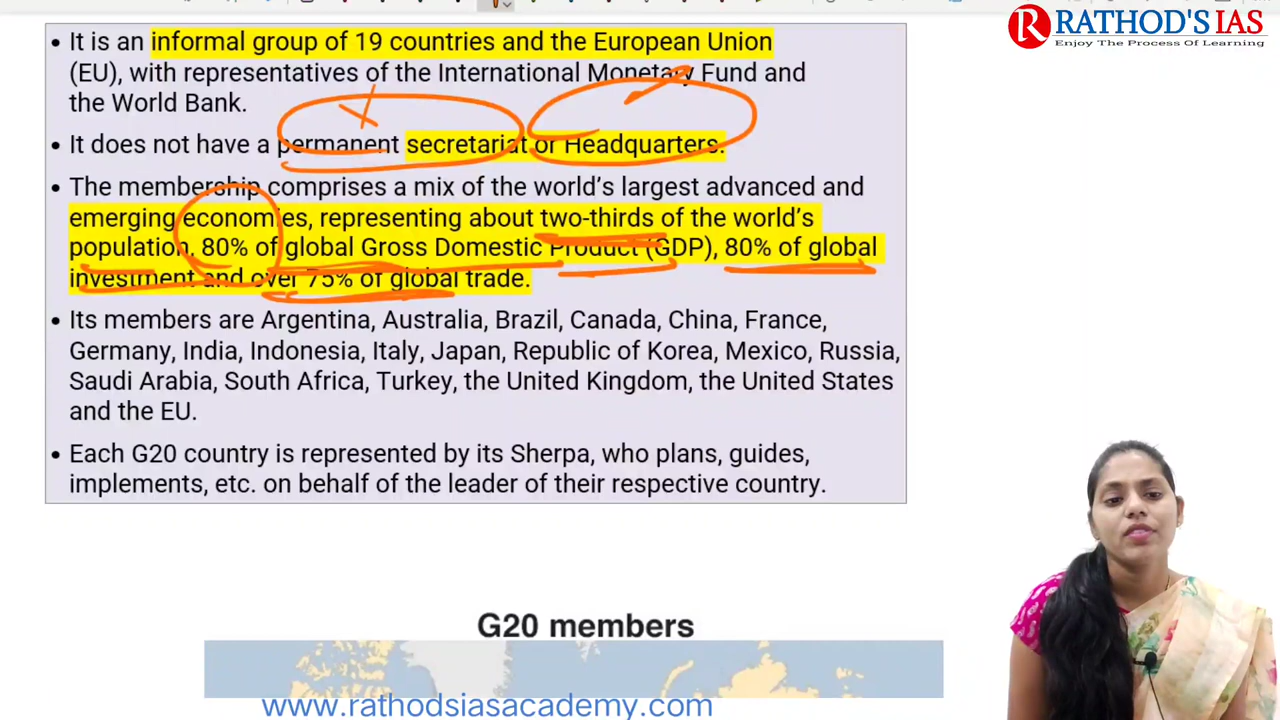 RATHOD'S IAS
Enjoy The Process Of Learning
• It is an informal group of 19 countries and the European Union
(EU), with representatives of the International Monetary Fund and
the World Bank.
• It does not have a permanent secretariat or Headquarters.
• The membership comprises a mix of the world's largest advanced and
emerging economies, representing about two-thirds of the world's
population, 80% of global Gross Domestic Product (GDP), 80% of global
investment and over 75% of global trade.
• Its members are Argentina, Australia, Brazil, Canada, China, France,
Germany, India, Indonesia, Italy, Japan, Republic of Korea, Mexico, Russia,
Saudi Arabia, South Africa, Turkey, the United Kingdom, the United States
and the EU.
• Each G20 country is represented by its Sherpa, who plans, guides,
implements, etc. on behalf of the leader of their respective country.
G20 members
www.rathodsiasacademy.com